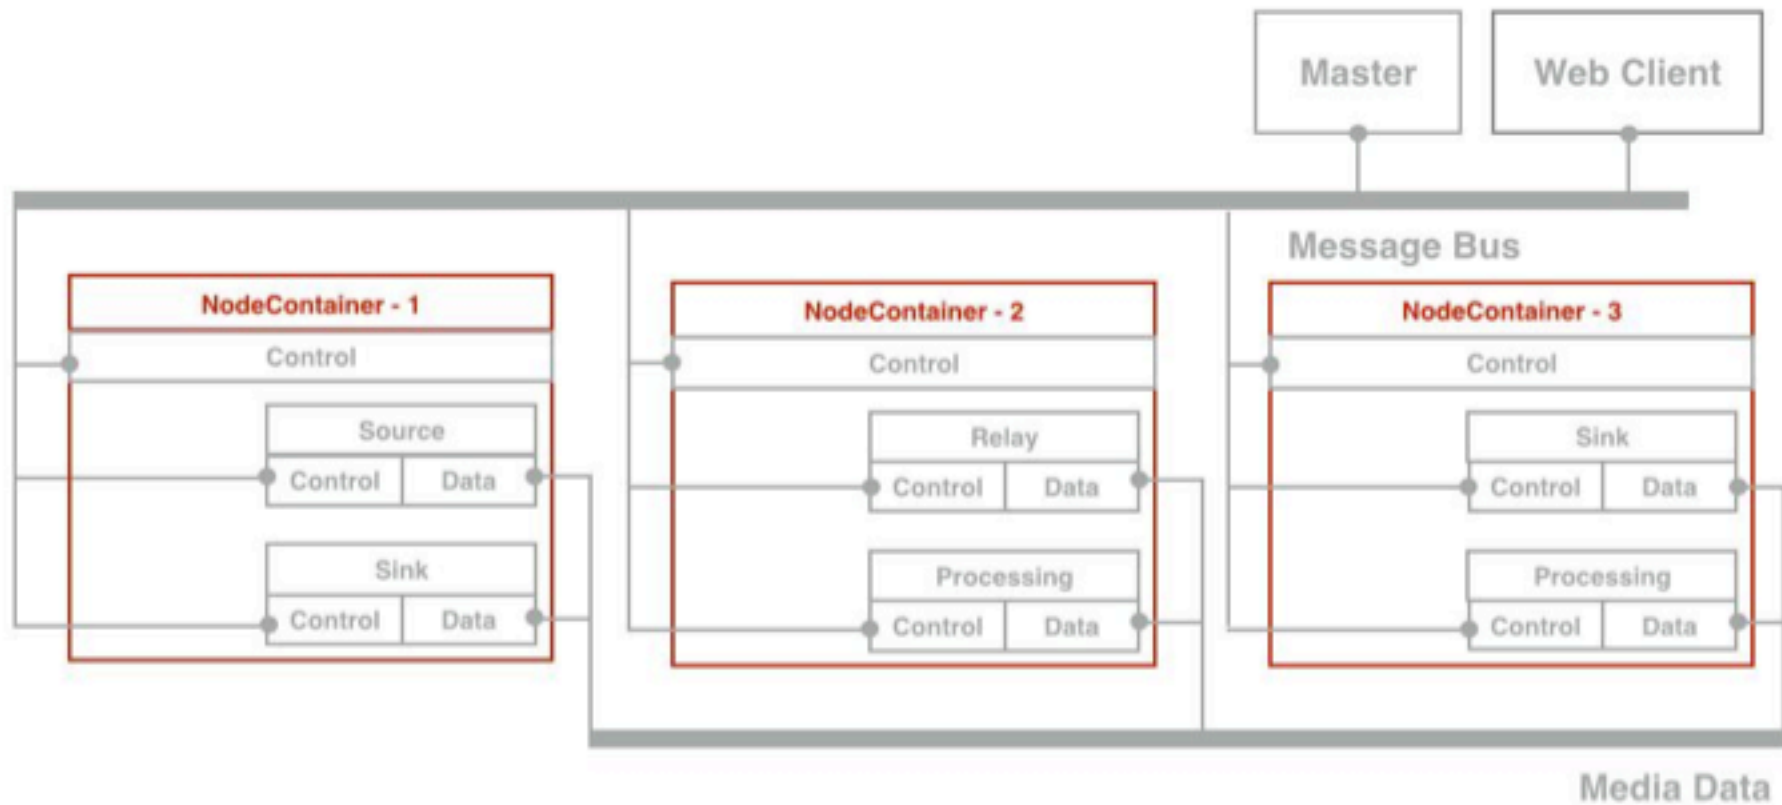 Master
Web Client
Message Bus
NodeContainer - 1
Control
Source
Control
Data
Sink
Control
Data
NodeContainer - 2
Control
Relay
Control
Data
Processing
Control
Data
NodeContainer - 3
Control
Sink
Control
Data
Processing
Control
Data
Media Data